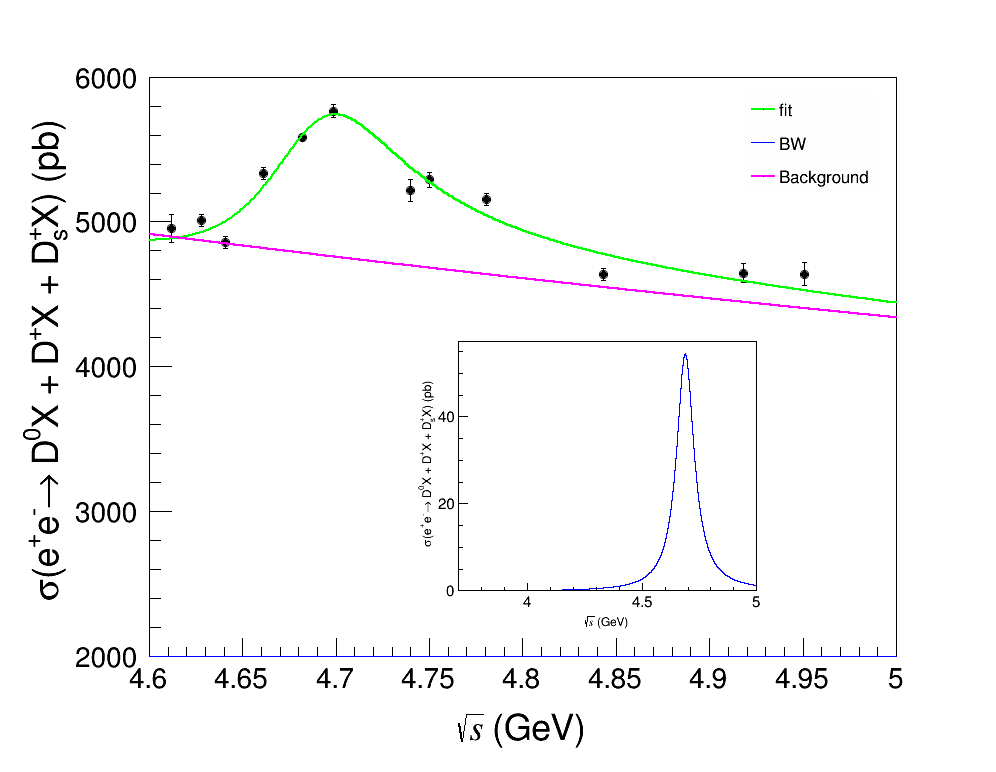 σ(e⁺e⁻→ D⁰X + D⁺X + Dₛ⁺X) (pb)
6000
5000
4000
3000
2000
fit
BW
Background
σ(e⁺e⁻→ D⁰X + D⁺X + Dₛ⁺X) (pb)
40
20
0
4 4.5 5
√s (GeV)
4.6 4.65 4.7 4.75 4.8 4.85 4.9 4.95 5
√s (GeV)